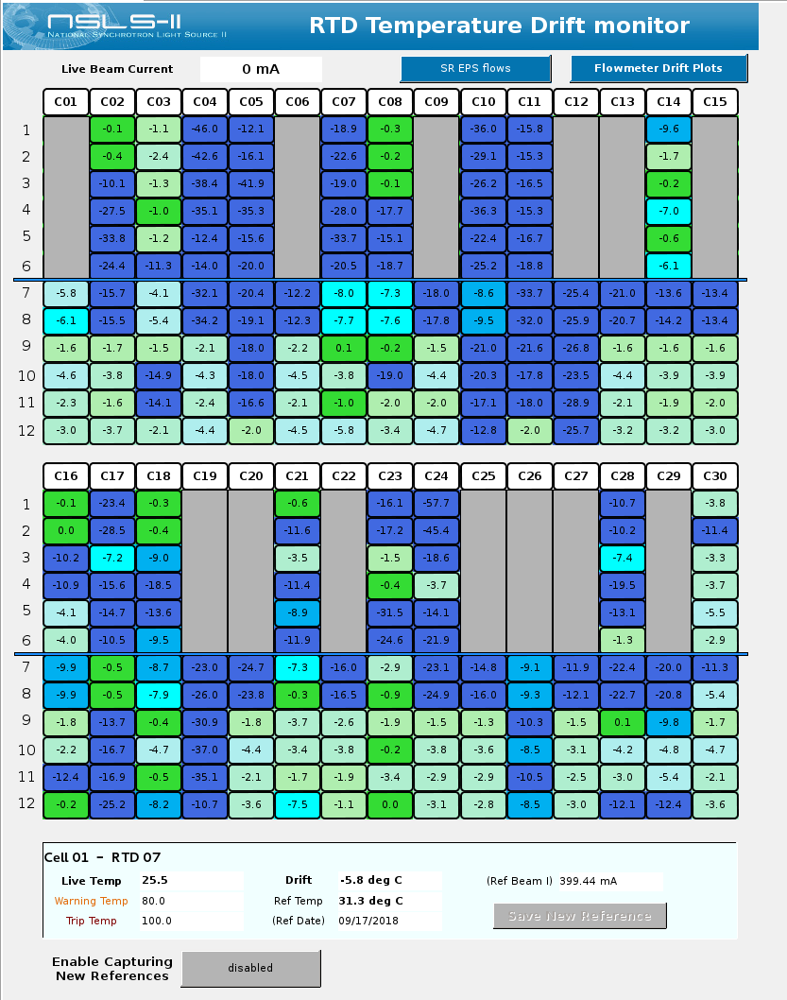 NSLS-II
NATIONAL SYNCHROTRON LIGHT SOURCE II
RTD Temperature Drift monitor
Live Beam Current 0 mA SR EPS flows Flowmeter Drift Plots
C01 C02 C03 C04 C05 C06 C07 C08 C09 C10 C11 C12 C13 C14 C15
1 -0.1 -1.1 -46.0 -12.1 -18.9 -0.3 -36.0 -15.8 -9.6
2 -0.4 -2.4 -42.6 -16.1 -22.6 -0.2 -29.1 -15.3 -1.7
3 -10.1 -1.3 -38.4 -41.9 -19.0 -0.1 -26.2 -16.5 -0.2
4 -27.5 -1.0 -35.1 -35.3 -28.0 -17.7 -36.3 -15.3 -7.0
5 -33.8 -1.2 -12.4 -15.6 -33.7 -15.1 -22.4 -16.7 -0.6
6 -24.4 -11.3 -14.0 -20.0 -20.5 -18.7 -25.2 -18.8 -6.1
7 -5.8 -15.7 -4.1 -32.1 -20.4 -12.2 -8.0 -7.3 -18.0 -8.6 -33.7 -25.4 -21.0 -13.6 -13.4
8 -6.1 -15.5 -5.4 -34.2 -19.1 -12.3 -7.7 -7.6 -17.8 -9.5 -32.0 -25.9 -20.7 -14.2 -13.4
9 -1.6 -1.7 -1.5 -2.1 -18.0 -2.2 0.1 -0.2 -1.5 -21.0 -21.6 -26.8 -1.6 -1.6 -1.6
10 -4.6 -3.8 -14.9 -4.3 -18.0 -4.5 -3.8 -19.0 -4.4 -20.3 -17.8 -23.5 -4.4 -3.9 -3.9
11 -2.3 -1.6 -14.1 -2.4 -16.6 -2.1 -1.0 -2.0 -2.0 -17.1 -18.0 -28.9 -2.1 -1.9 -2.0
12 -3.0 -3.7 -2.1 -4.4 -2.0 -4.5 -5.8 -3.4 -4.7 -12.8 -2.0 -25.7 -3.2 -3.2 -3.0
C16 C17 C18 C19 C20 C21 C22 C23 C24 C25 C26 C27 C28 C29 C30
1 -0.1 -23.4 -0.3 -0.6 -16.1 -57.7 -10.7 -3.8
2 0.0 -28.5 -0.4 -11.6 -17.2 -45.4 -10.2 -11.4
3 -10.2 -7.2 -9.0 -3.5 -1.5 -18.6 -7.4 -3.3
4 -10.9 -15.6 -18.5 -11.4 -0.4 -3.7 -19.5 -3.7
5 -4.1 -14.7 -13.6 -8.9 -31.5 -14.1 -13.1 -5.5
6 -4.0 -10.5 -9.5 -11.9 -24.6 -21.9 -1.3 -2.9
7 -9.9 -0.5 -8.7 -23.0 -24.7 -7.3 -16.0 -2.9 -23.1 -14.8 -9.1 -11.9 -22.4 -20.0 -11.3
8 -9.9 -0.5 -7.9 -26.0 -23.8 -0.3 -16.5 -0.9 -24.9 -16.0 -9.3 -12.1 -22.7 -20.8 -5.4
9 -1.8 -13.7 -0.4 -30.9 -1.8 -3.7 -2.6 -1.9 -1.5 -1.3 -10.3 -1.5 0.1 -9.8 -1.7
10 -2.2 -16.7 -4.7 -37.0 -4.4 -3.4 -3.8 -0.2 -3.8 -3.6 -8.5 -3.1 -4.2 -4.8 -4.7
11 -12.4 -16.9 -0.5 -35.1 -2.1 -1.7 -1.9 -3.4 -2.9 -2.9 -10.5 -2.5 -3.0 -5.4 -2.1
12 -0.2 -25.2 -8.2 -10.7 -3.6 -7.5 -1.1 0.0 -3.1 -2.8 -8.5 -3.0 -12.1 -12.4 -3.6
Cell 01 – RTD 07
Live Temp 25.5 Drift -5.8 deg C (Ref Beam I) 399.44 mA
Warning Temp 80.0 Ref Temp 31.3 deg C
Trip Temp 100.0 (Ref Date) 09/17/2018 Save New Reference
Enable Capturing
New References disabled